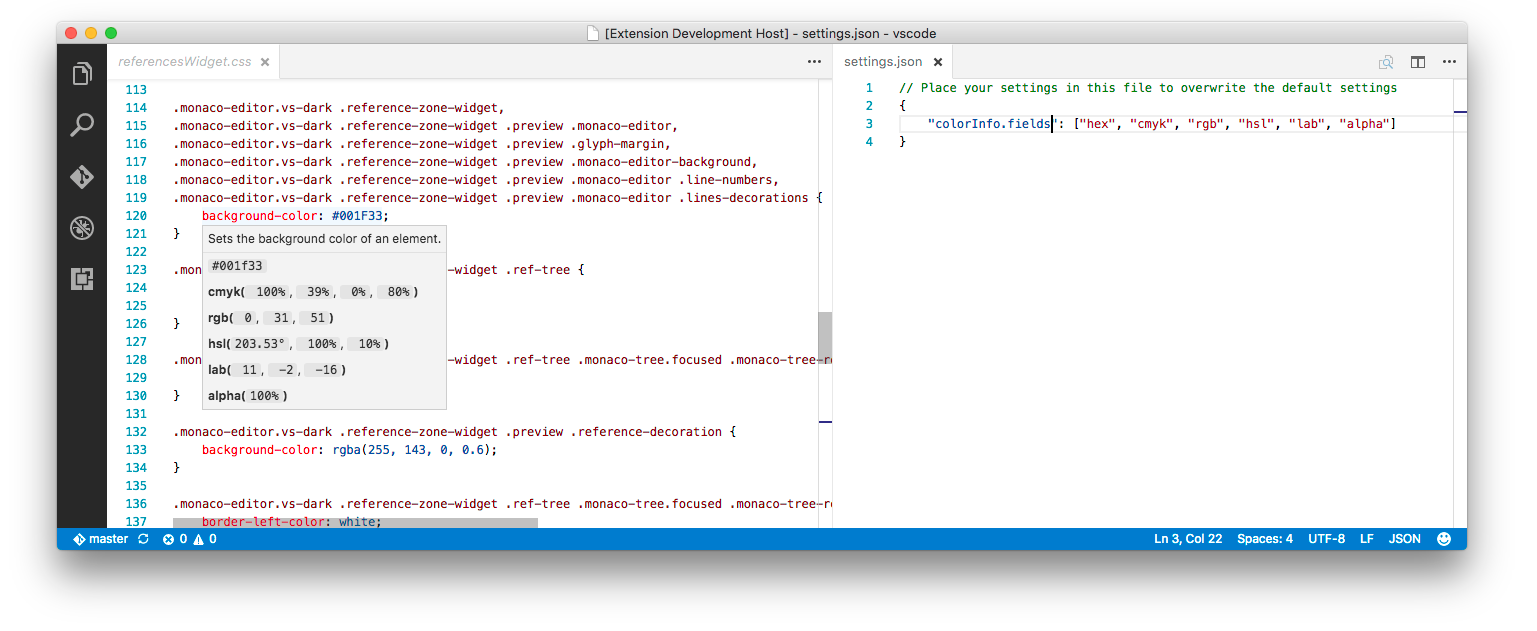 [Extension Development Host] - settings.json - vscode
referencesWidget.css
113
114 .monaco-editor.vs-dark .reference-zone-widget,
115 .monaco-editor.vs-dark .reference-zone-widget .preview .monaco-editor,
116 .monaco-editor.vs-dark .reference-zone-widget .preview .glyph-margin,
117 .monaco-editor.vs-dark .reference-zone-widget .preview .monaco-editor-background,
118 .monaco-editor.vs-dark .reference-zone-widget .preview .monaco-editor .line-numbers,
119 .monaco-editor.vs-dark .reference-zone-widget .preview .monaco-editor .lines-decorations {
120 background-color: #001F33;
121 }
122
123 .mon -widget .ref-tree {
124
125
126 }
127
128 .mon -widget .ref-tree .monaco-tree.focused .monaco-tree-r
129
130 }
131
132 .monaco-editor.vs-dark .reference-zone-widget .preview .reference-decoration {
133 background-color: rgba(255, 143, 0, 0.6);
134 }
135
136 .monaco-editor.vs-dark .reference-zone-widget .ref-tree .monaco-tree.focused .monaco-tree-r
137 border-left-color: white;
Sets the background color of an element.
#001f33
cmyk( 100%, 39%, 0%, 80%)
rgb( 0, 31, 51)
hsl(203.53°, 100%, 10%)
lab( 11, -2, -16)
alpha(100%)
settings.json
1 // Place your settings in this file to overwrite the default settings
2 {
3 "colorInfo.fields": ["hex", "cmyk", "rgb", "hsl", "lab", "alpha"]
4 }
master 0 0 Ln 3, Col 22 Spaces: 4 UTF-8 LF JSON